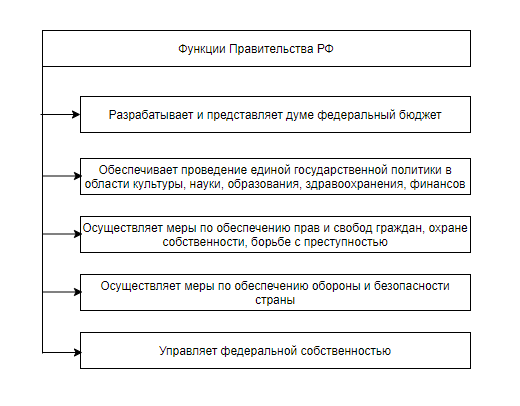 Функции Правительства РФ
Разрабатывает и представляет думе федеральный бюджет
Обеспечивает проведение единой государственной политики в
области культуры, науки, образования, здравоохранения, финансов
Осуществляет меры по обеспечению прав и свобод граждан, охране
собственности, борьбе с преступностью
Осуществляет меры по обеспечению обороны и безопасности
страны
Управляет федеральной собственностью